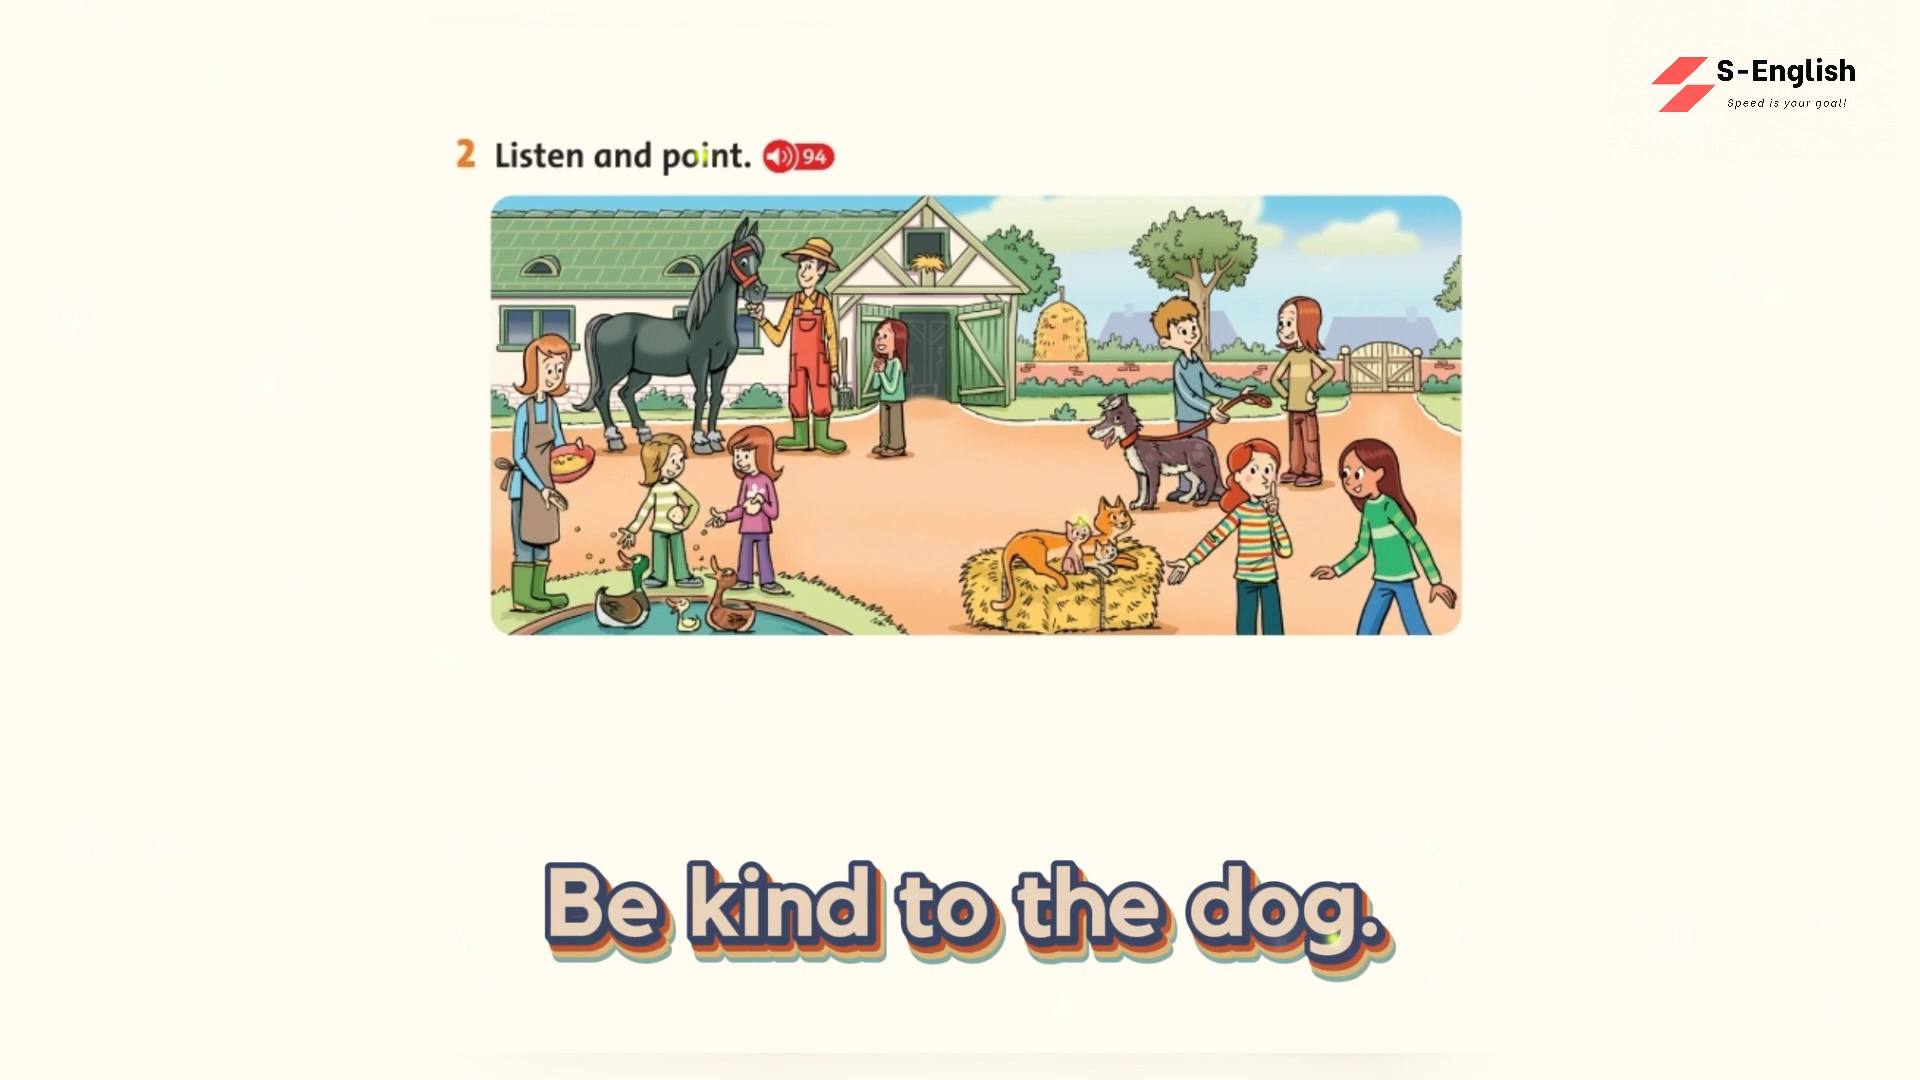 S-English
Speed is your goal!
2 Listen and point. 94
Be kind to the dog.